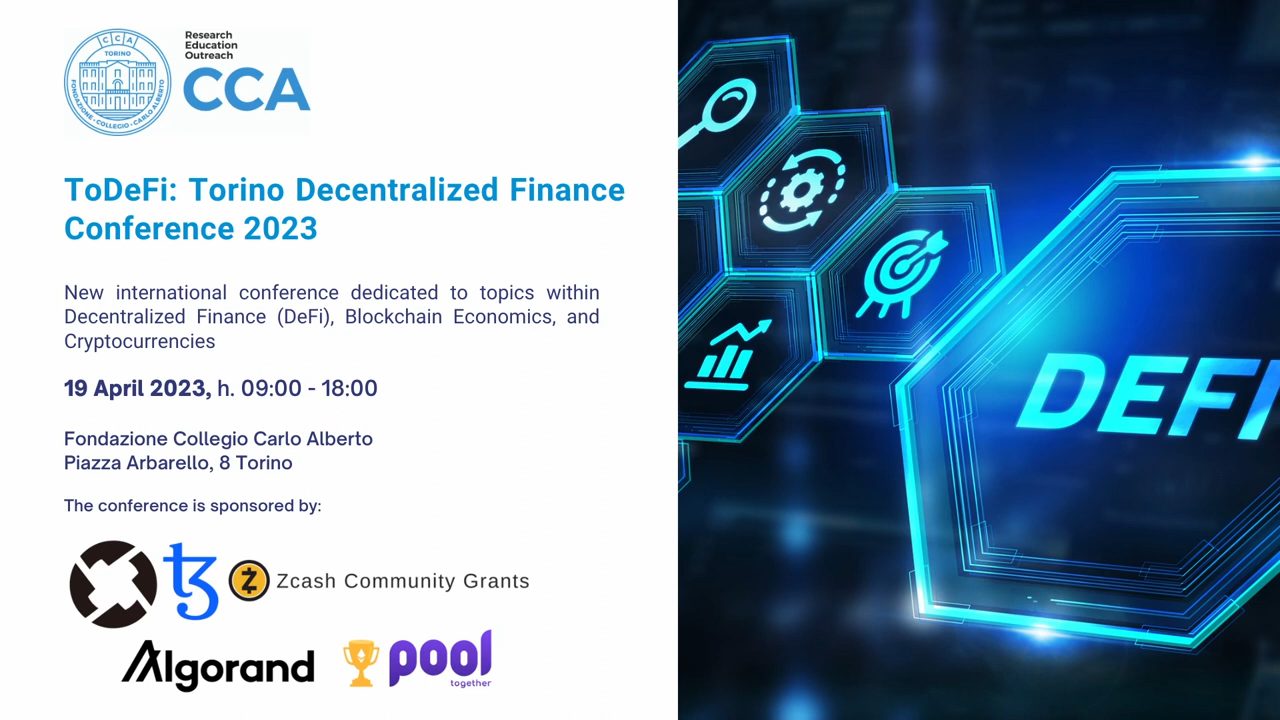 CCA
TORINO
FONDAZIONE · COLLEGIO · CARLO ALBERTO
Research
Education
Outreach
CCA
ToDeFi: Torino Decentralized Finance
Conference 2023
New international conference dedicated to topics within
Decentralized Finance (DeFi), Blockchain Economics, and
Cryptocurrencies
19 April 2023, h. 09:00 - 18:00
Fondazione Collegio Carlo Alberto
Piazza Arbarello, 8 Torino
The conference is sponsored by:
Zcash Community Grants
Algorand
pool
together
DEFI